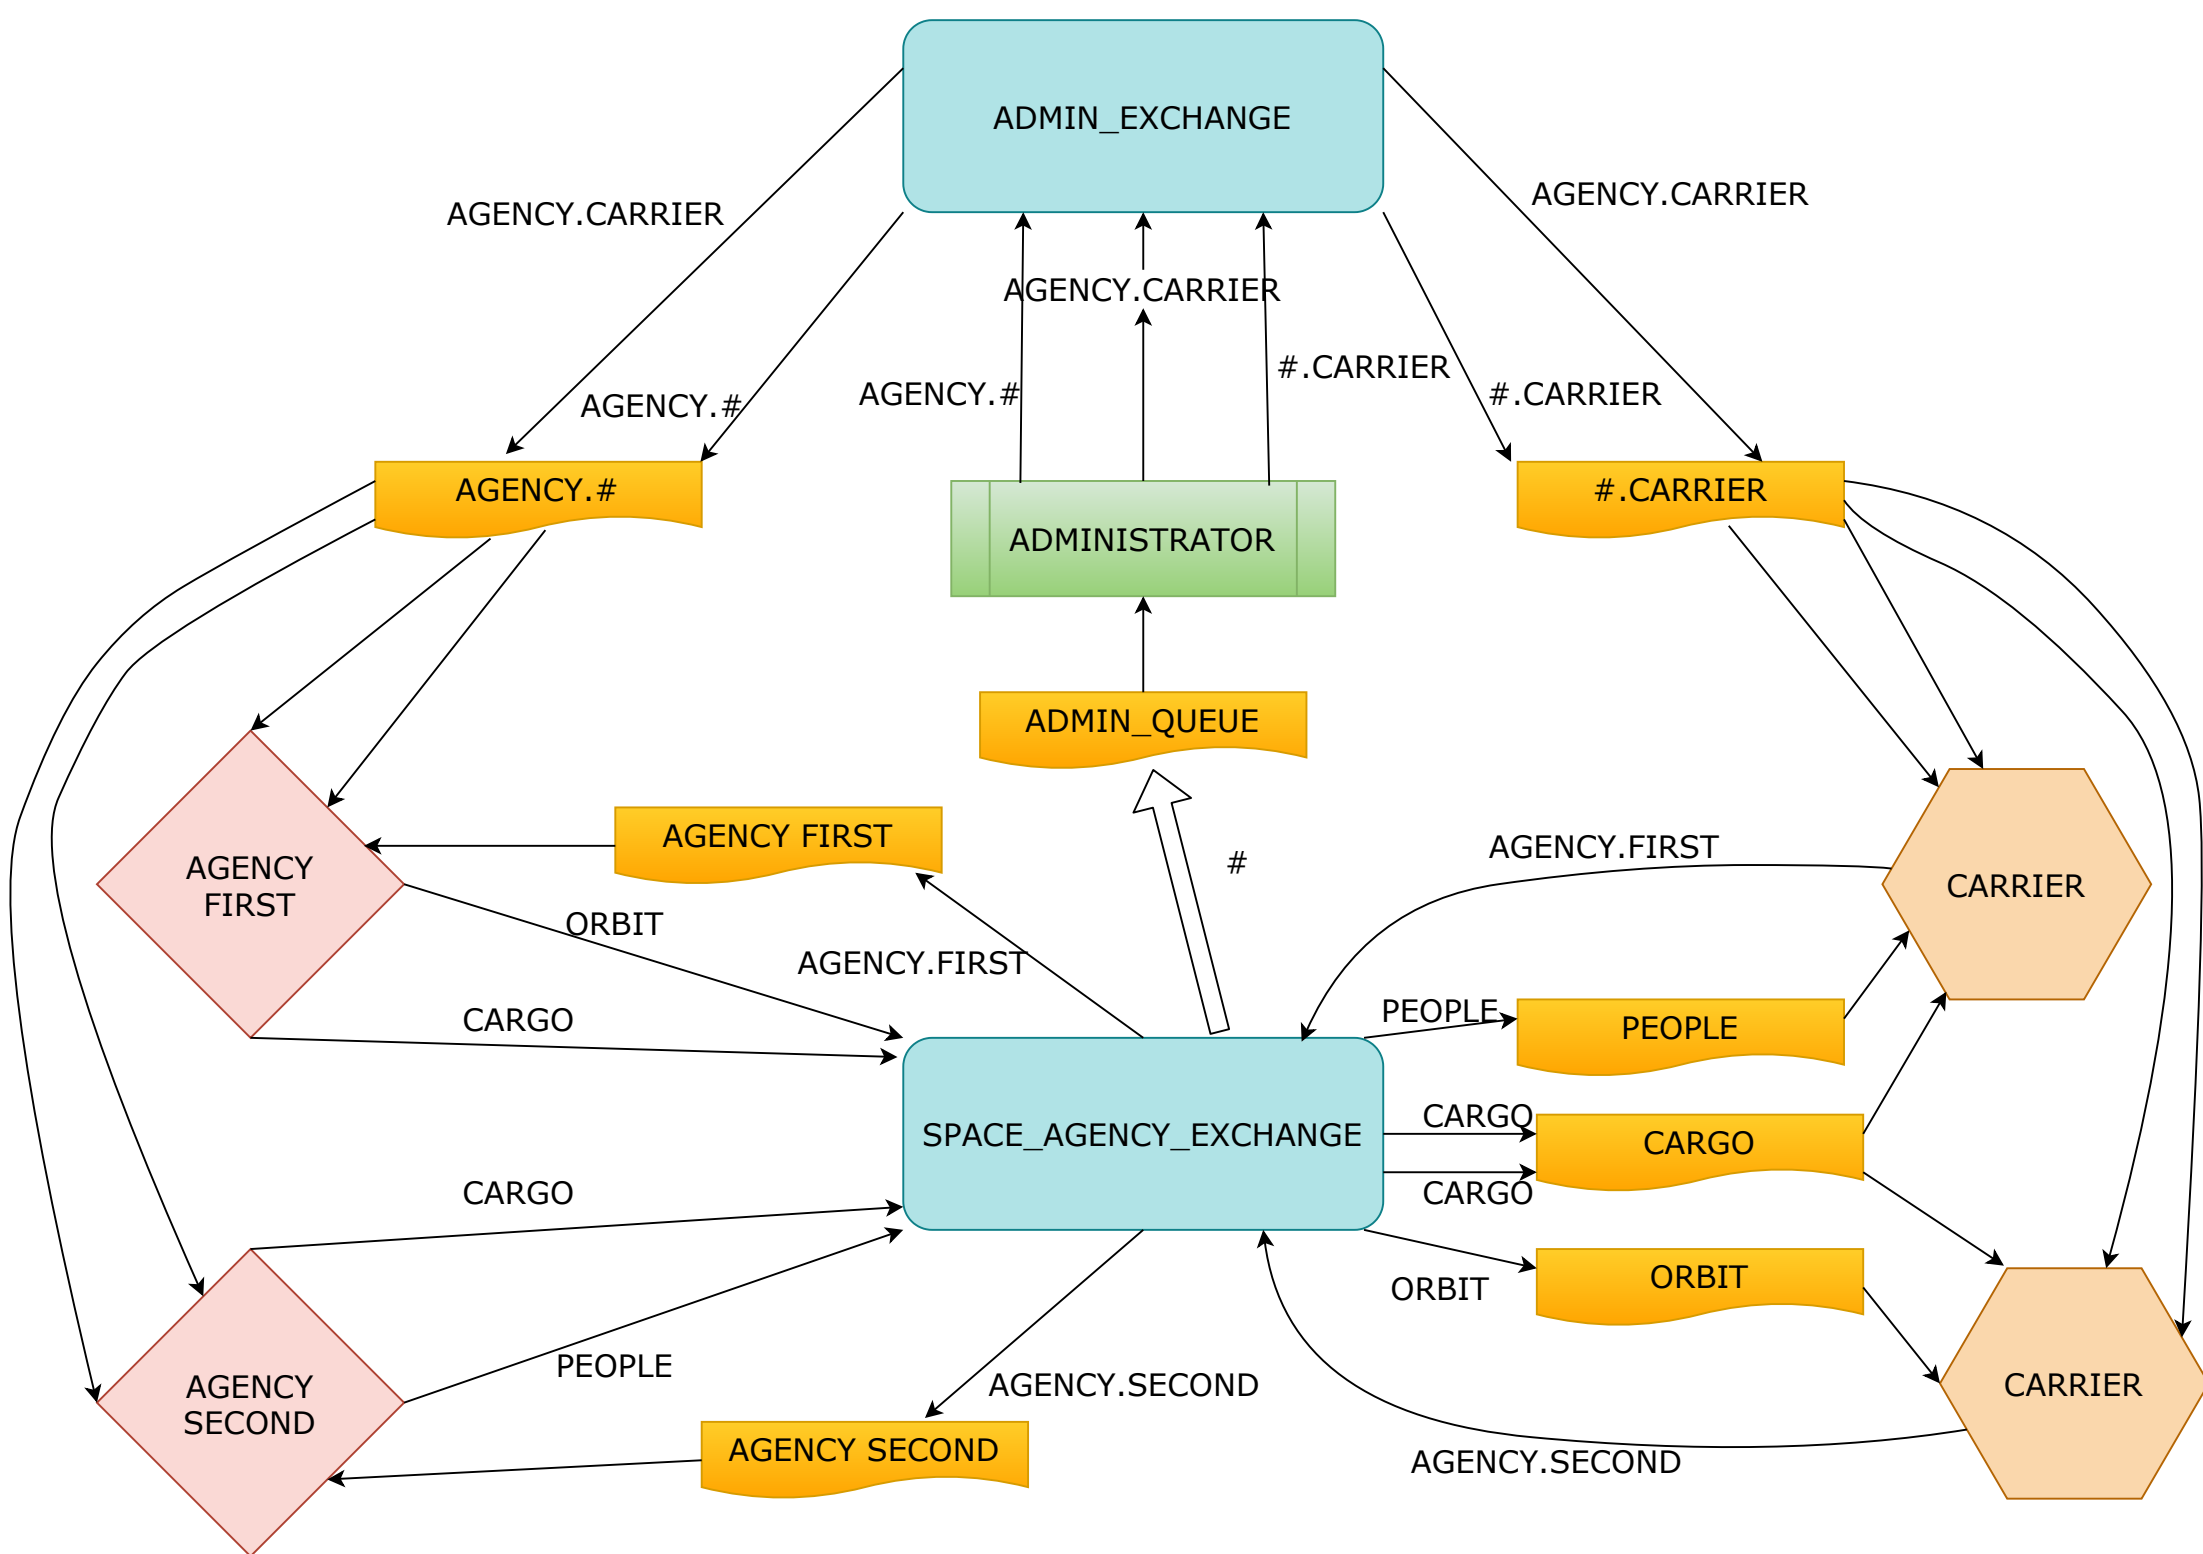 ADMIN_EXCHANGE
AGENCY.CARRIER
AGENCY.CARRIER
AGENCY.CARRIER
#.CARRIER
AGENCY.#
AGENCY.#
#.CARRIER
AGENCY.#
#.CARRIER
ADMINISTRATOR
ADMIN_QUEUE
AGENCY FIRST
AGENCY.FIRST
#
AGENCY
FIRST
CARRIER
ORBIT
AGENCY.FIRST
PEOPLE
CARGO
PEOPLE
CARGO
SPACE_AGENCY_EXCHANGE
CARGO
CARGO
CARGO
ORBIT
ORBIT
PEOPLE
AGENCY
SECOND
AGENCY.SECOND
CARRIER
AGENCY SECOND
AGENCY.SECOND